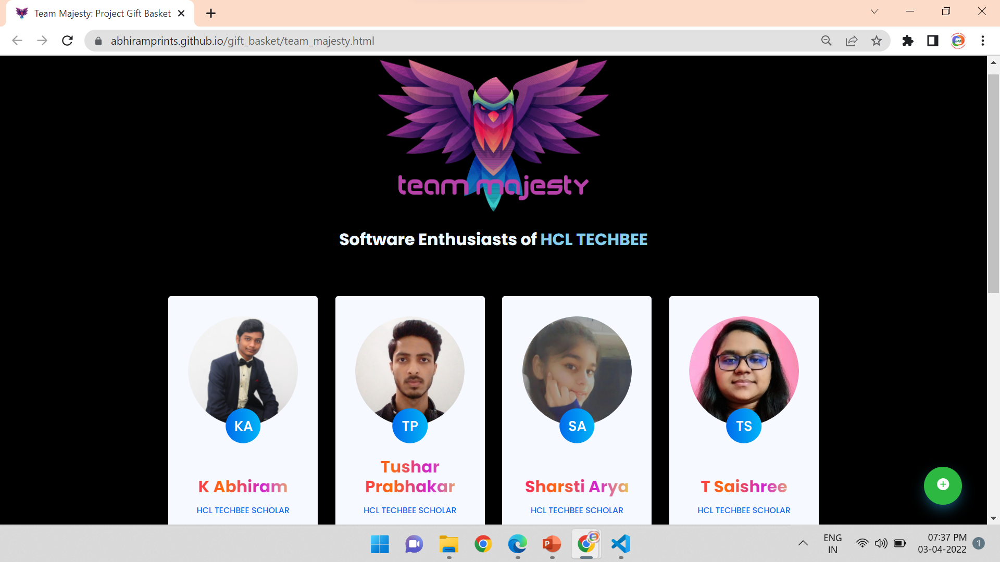 Team Majesty: Project Gift Basket
abhiramprints.github.io/gift_basket/team_majesty.html
team majesty
Software Enthusiasts of HCL TECHBEE
KA
TP
SA
TS
K Abhiram
Tushar
Prabhakar
Sharsti Arya
T Saishree
HCL TECHBEE SCHOLAR
HCL TECHBEE SCHOLAR
HCL TECHBEE SCHOLAR
HCL TECHBEE SCHOLAR
ENG
IN
07:37 PM
03-04-2022
1